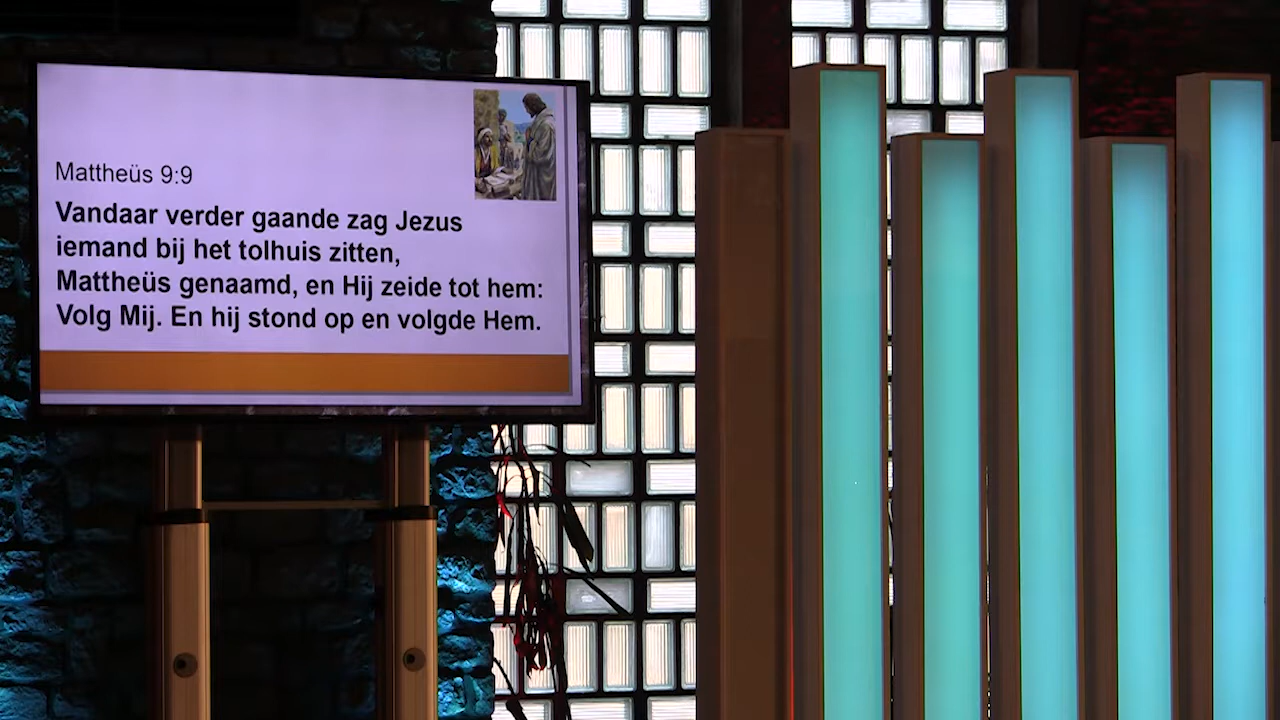 Mattheüs 9:9
Vandaar verder gaande zag Jezus
iemand bij het tolhuis zitten,
Mattheüs genaamd, en Hij zeide tot hem:
Volg Mij. En hij stond op en volgde Hem.